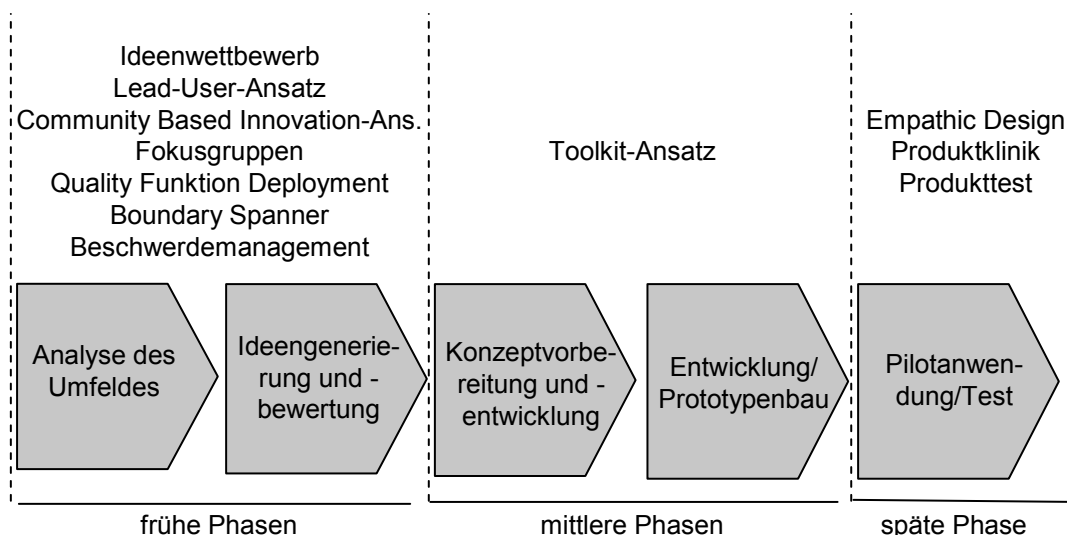 Ideenwettbewerb
Lead-User-Ansatz
Community Based Innovation-Ans.
Fokusgruppen
Quality Funktion Deployment
Boundary Spanner
Beschwerdemanagement
Toolkit-Ansatz
Empathic Design
Produktklinik
Produkttest
Analyse des
Umfeldes
Ideengenerie-
rung und -
bewertung
Konzeptvorbe-
reitung und -
entwicklung
Entwicklung/
Prototypenbau
Pilotanwen-
dung/Test
frühe Phasen
mittlere Phasen
späte Phase